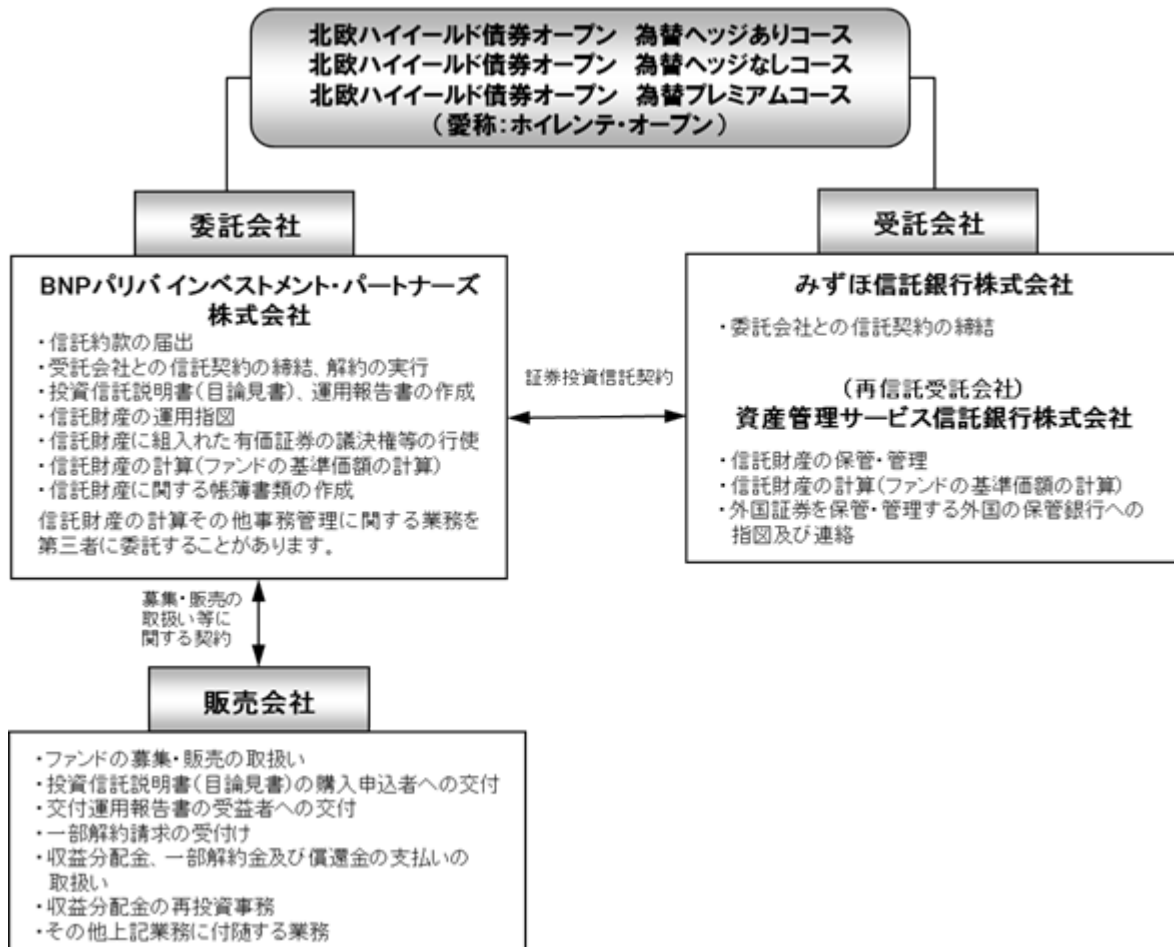 北欧ハイイールド債券オープン 為替ヘッジありコース
北欧ハイイールド債券オープン 為替ヘッジなしコース
北欧ハイイールド債券オープン 為替プレミアムコース
(愛称:ホイレンテ・オープン)
委託会社
BNPパリバ インベストメント・パートナーズ
株式会社
・信託約款の届出
・受託会社との信託契約の締結、解約の実行
・投資信託説明書(目論見書)、運用報告書の作成
・信託財産の運用指図
・信託財産に組入れた有価証券の議決権等の行使
・信託財産の計算(ファンドの基準価額の計算)
・信託財産に関する帳簿書類の作成
信託財産の計算その他事務管理に関する業務を
第三者に委託することがあります。
証券投資信託契約
受託会社
みずほ信託銀行株式会社
・委託会社との信託契約の締結
(再信託受託会社)
資産管理サービス信託銀行株式会社
・信託財産の保管・管理
・信託財産の計算(ファンドの基準価額の計算)
・外国証券を保管・管理する外国の保管銀行への
指図及び連絡
募集・販売の
取扱い等に
関する契約
販売会社
・ファンドの募集・販売の取扱い
・投資信託説明書(目論見書)の購入申込者への交付
・交付運用報告書の受益者への交付
・一部解約請求の受付け
・収益分配金、一部解約金及び償還金の支払いの
取扱い
・収益分配金の再投資事務
・その他上記業務に付随する業務